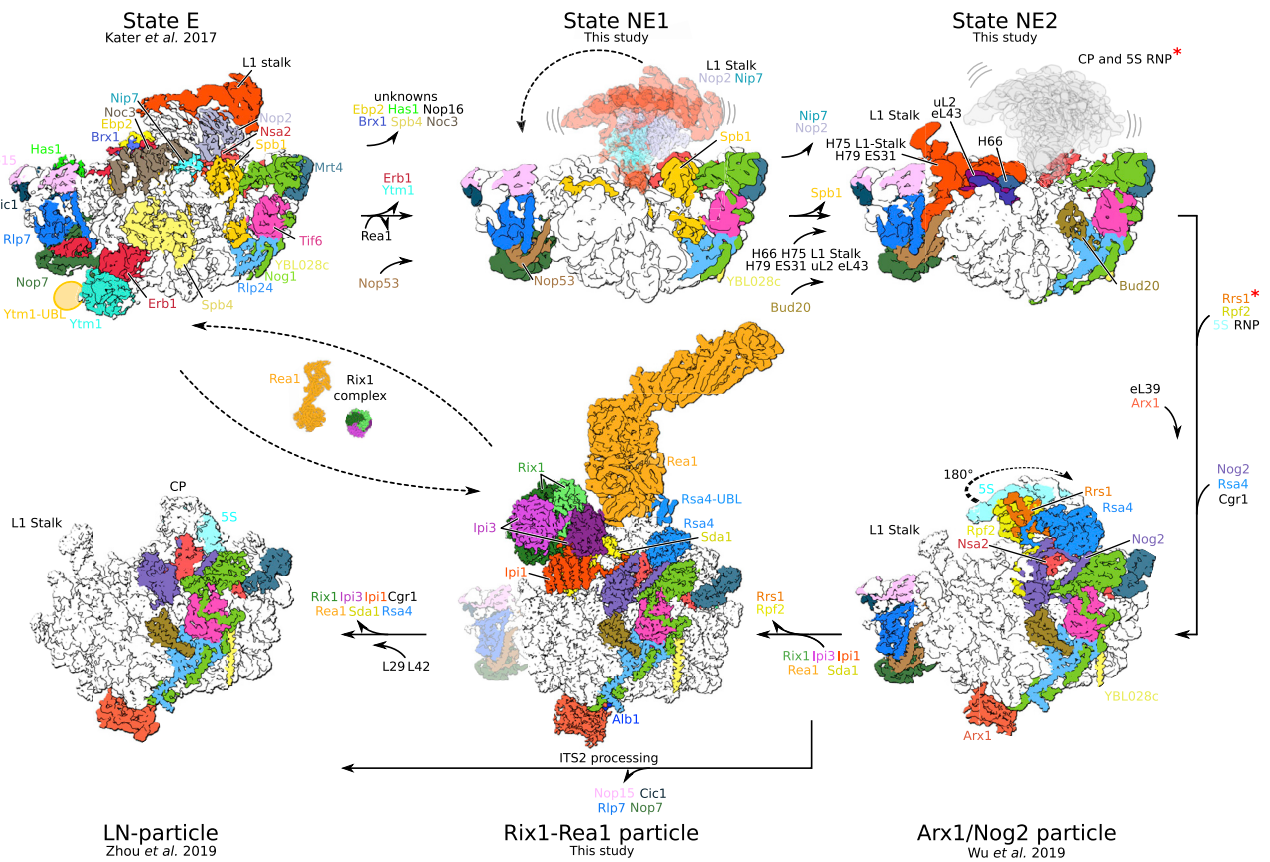 State E
Kater et al. 2017
State NE1
This study
State NE2
This study
L1 stalk
Nip7
Noc3
Ebp2
Brx1
Has1
15
ic1
Rlp7
Nop7
Ytm1-UBL
Ytm1
Erb1
Spb4
Nop2
Nsa2
Spb1
Mrt4
Tif6
YBL028c
Nog1
Rlp24
unknowns
Ebp2 Has1 Nop16
Brx1 Spb4 Noc3
Erb1
Ytm1
Rea1
Nop53
L1 Stalk
Nop2 Nip7
Spb1
Nop53
YBL028c
Nip7
Nop2
Spb1
H66 H75 L1 Stalk
H79 ES31 uL2 eL43
Bud20
CP and 5S RNP*
uL2
eL43
L1 Stalk
H75 L1-Stalk
H79 ES31
H66
Bud20
Rrs1*
Rpf2
5S RNP
eL39
Arx1
Nog2
Rsa4
Cgr1
Rea1
Rix1
complex
CP
5S
L1 Stalk
Rix1 Ipi3 Ipi1 Cgr1
Rea1 Sda1 Rsa4
L29 L42
Rix1
Ipi3
Ipi1
Rea1
Rsa4-UBL
Rsa4
Sda1
Alb1
Rrs1
Rpf2
Rix1 Ipi3 Ipi1
Rea1 Sda1
180°
5S
Rrs1
Rsa4
L1 Stalk
Rpf2
Nsa2
Nog2
YBL028c
Arx1
ITS2 processing
Nop15 Cic1
Rlp7 Nop7
LN-particle
Zhou et al. 2019
Rix1-Rea1 particle
This study
Arx1/Nog2 particle
Wu et al. 2019